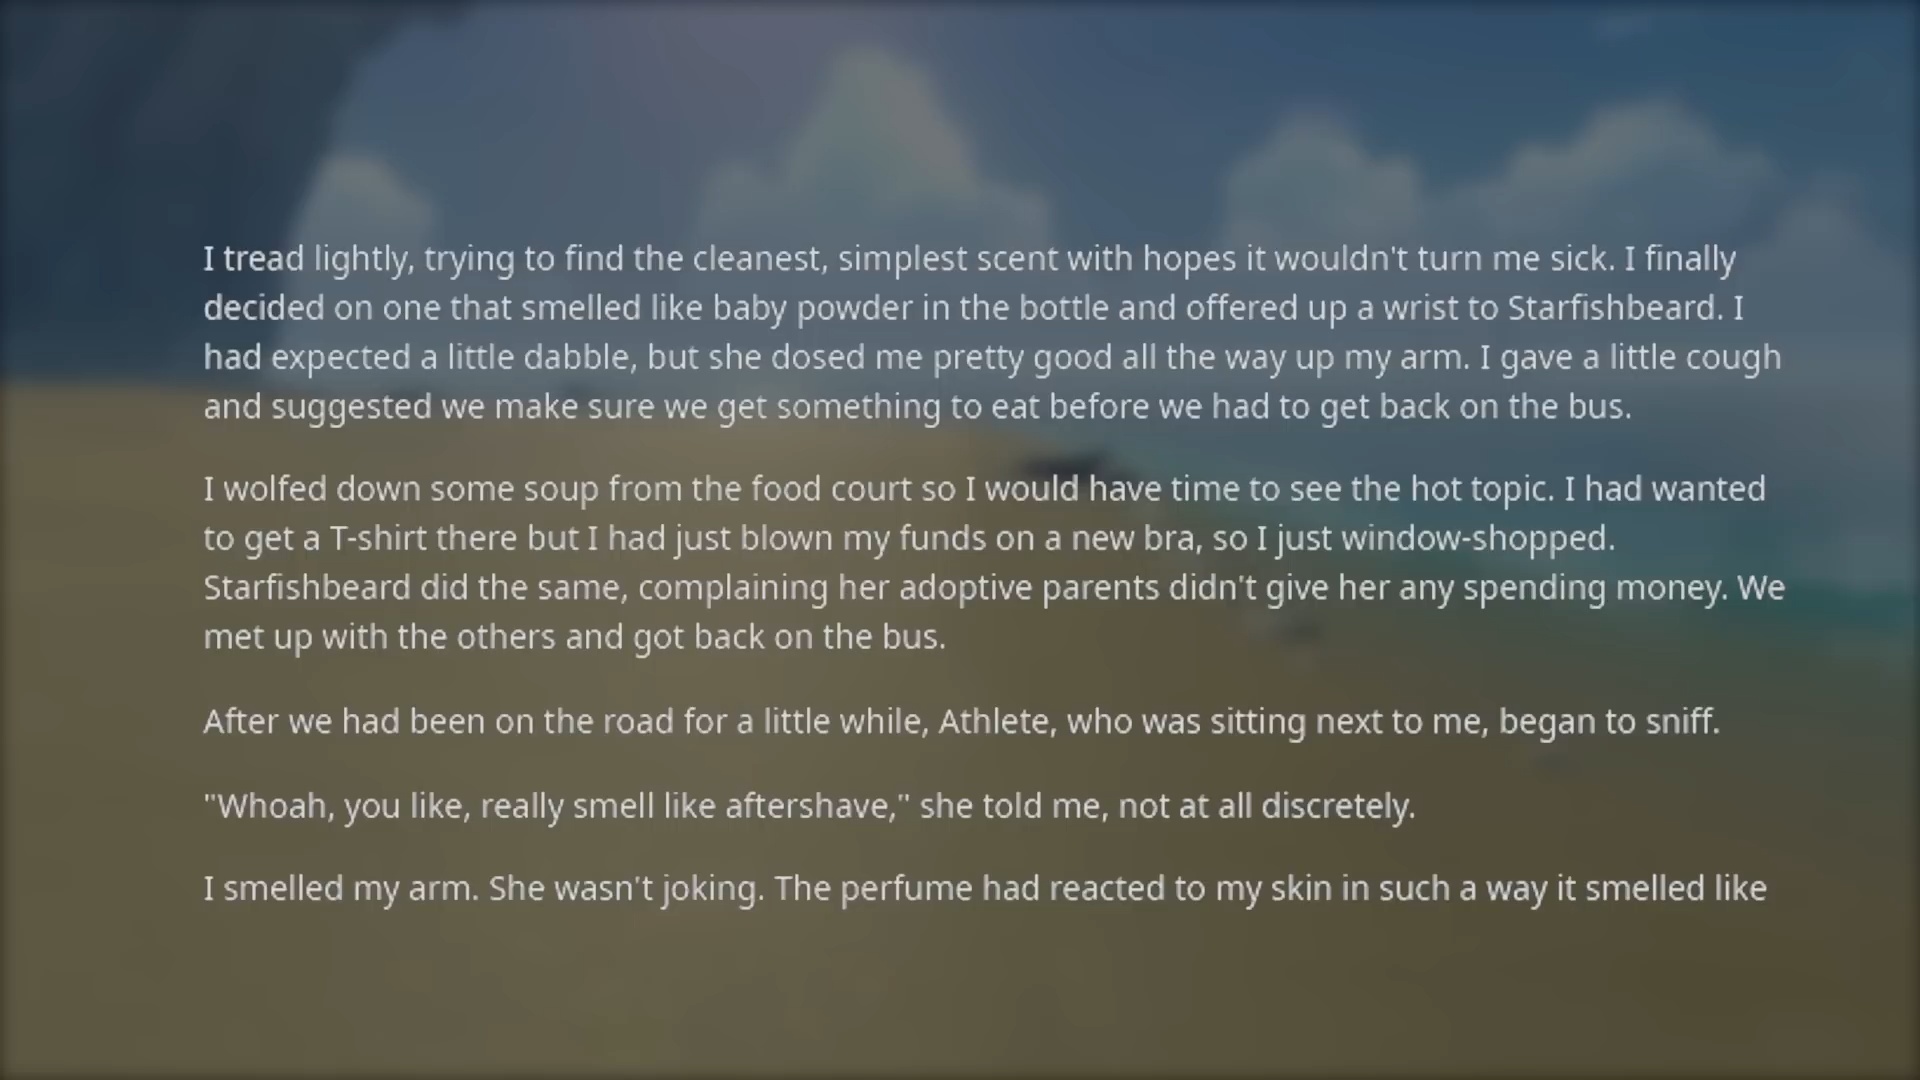 I tread lightly, trying to find the cleanest, simplest scent with hopes it wouldn't turn me sick. I finally
decided on one that smelled like baby powder in the bottle and offered up a wrist to Starfishbeard. I
had expected a little dabble, but she dosed me pretty good all the way up my arm. I gave a little cough
and suggested we make sure we get something to eat before we had to get back on the bus.
I wolfed down some soup from the food court so I would have time to see the hot topic. I had wanted
to get a T-shirt there but I had just blown my funds on a new bra, so I just window-shopped.
Starfishbeard did the same, complaining her adoptive parents didn't give her any spending money. We
met up with the others and got back on the bus.
After we had been on the road for a little while, Athlete, who was sitting next to me, began to sniff.
"Whoah, you like, really smell like aftershave," she told me, not at all discretely.
I smelled my arm. She wasn't joking. The perfume had reacted to my skin in such a way it smelled like